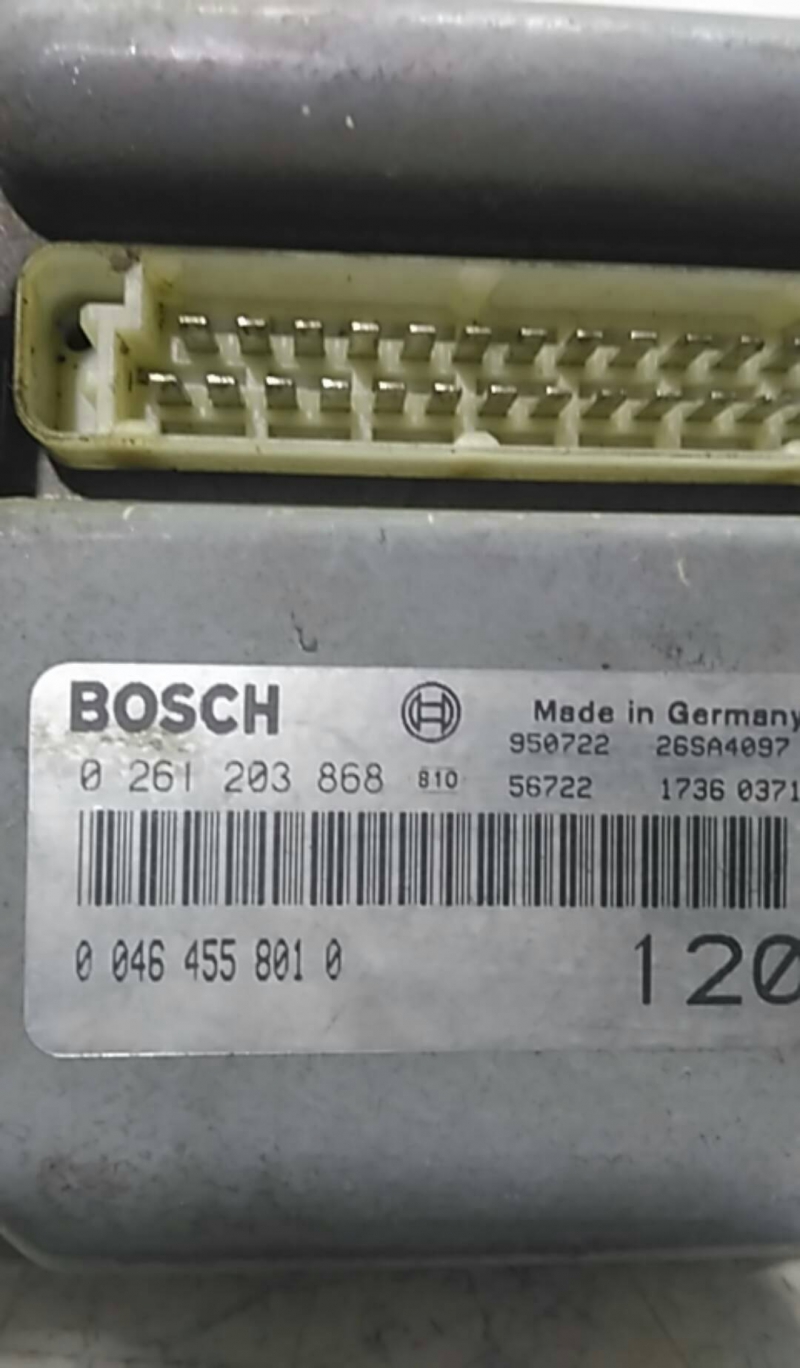 BOSCH
Made in Germany
950722 26SA4097
0 261 203 868 810
56722 1736 0371
0 046 455 801 0
120